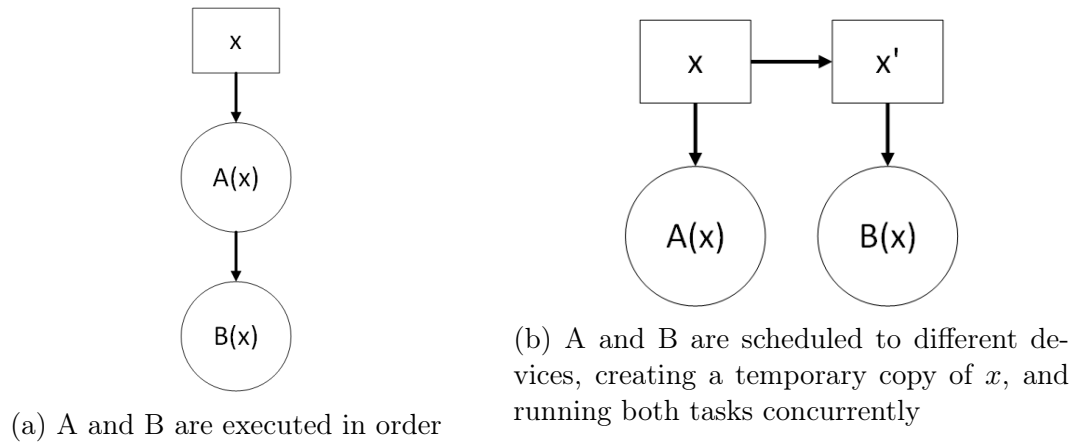 x
A(x)
B(x)
(a) A and B are executed in order
x
x'
A(x)
B(x)
(b) A and B are scheduled to different de-
vices, creating a temporary copy of x, and
running both tasks concurrently